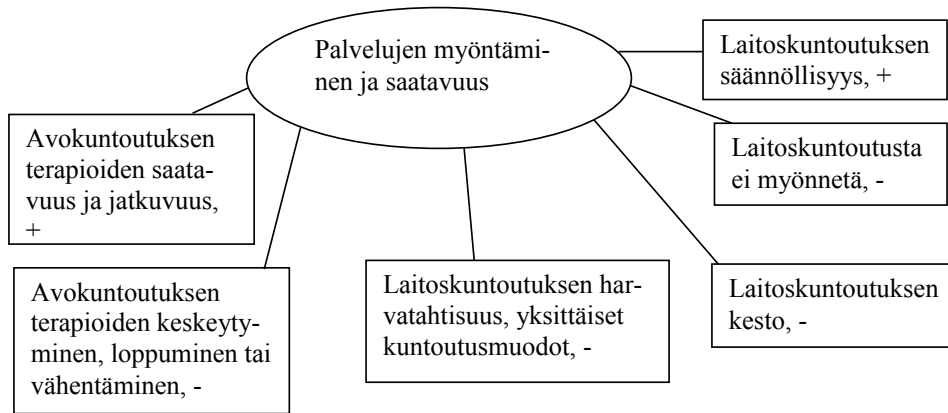 Palvelujen myöntämi-
nen ja saatavuus
Laitoskuntoutuksen
säännöllisyys, +
Avokuntoutuksen
terapioiden saata-
vuus ja jatkuvuus,
+
Laitoskuntoutusta
ei myönnetä, -
Avokuntoutuksen
terapioiden keskeyty-
minen, loppuminen tai
vähentäminen, -
Laitoskuntoutuksen har-
vatahtisuus, yksittäiset
kuntoutusmuodot, -
Laitoskuntoutuksen
kesto, -